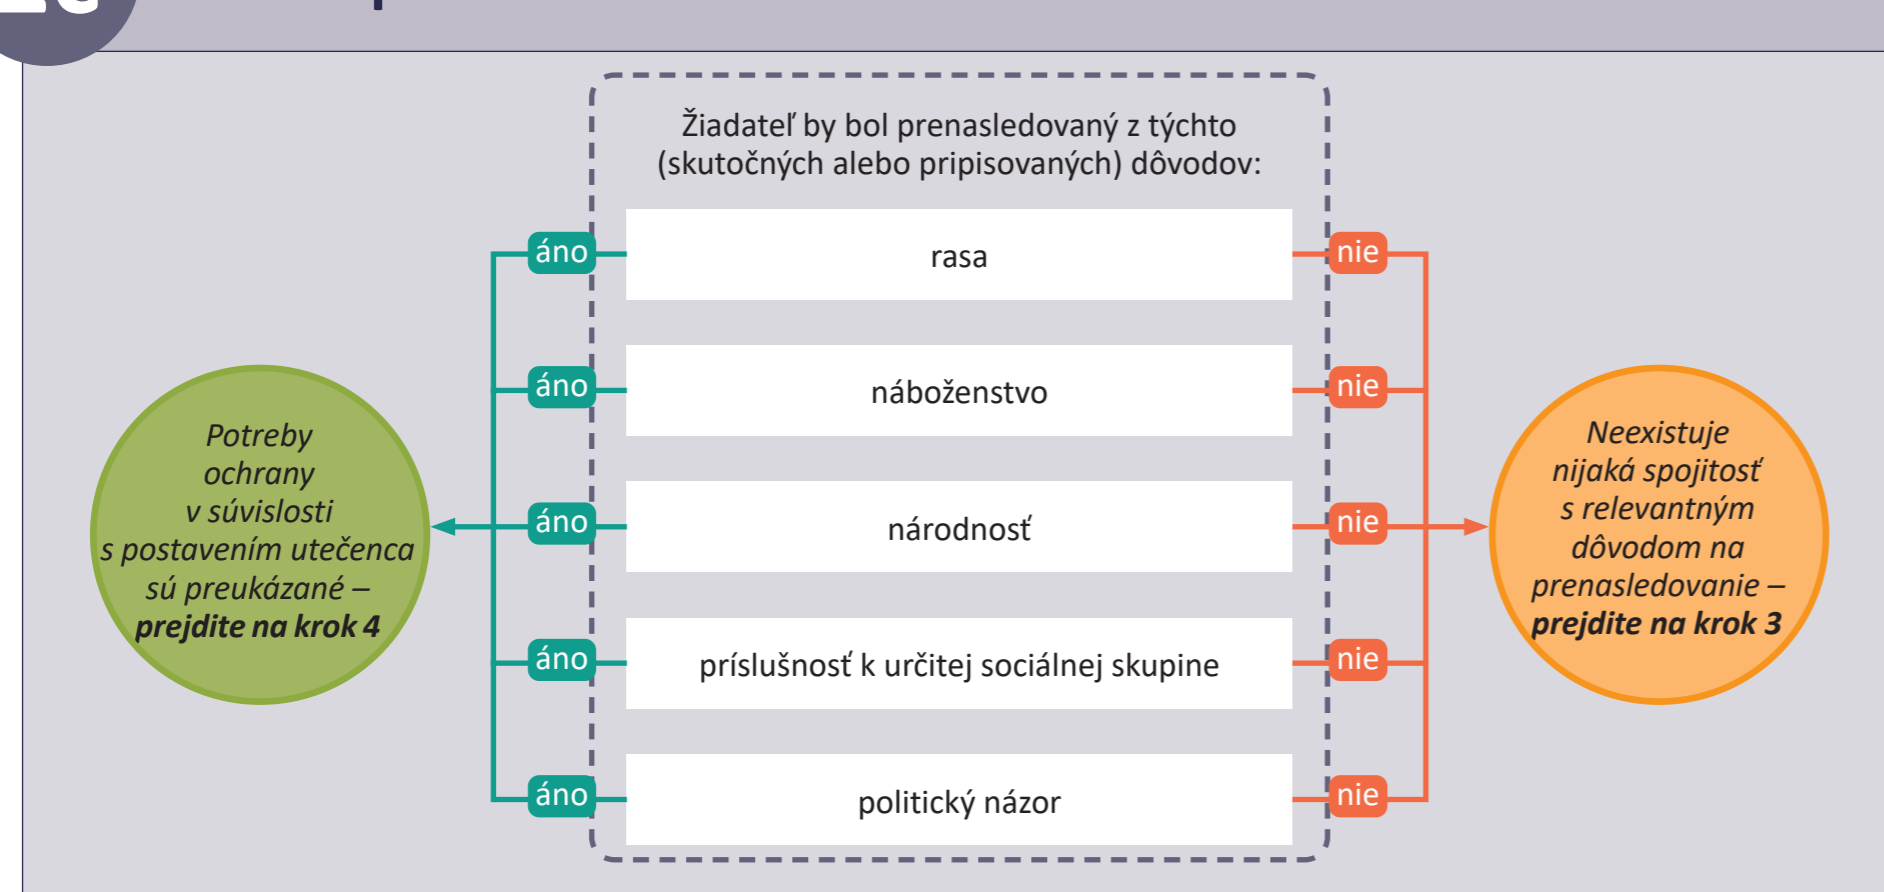 Žiadateľ by bol prenasledovaný z týchto
(skutočných alebo pripisovaných) dôvodov:
áno
rasa
nie
áno
náboženstvo
nie
áno
národnosť
nie
áno
príslušnosť k určitej sociálnej skupine
nie
áno
politický názor
nie
Potreby
ochrany
v súvislosti
s postavením utečenca
sú preukázané –
prejdite na krok 4
Neexistuje
nijaká spojitosť
s relevantným
dôvodom na
prenasledovanie –
prejdite na krok 3